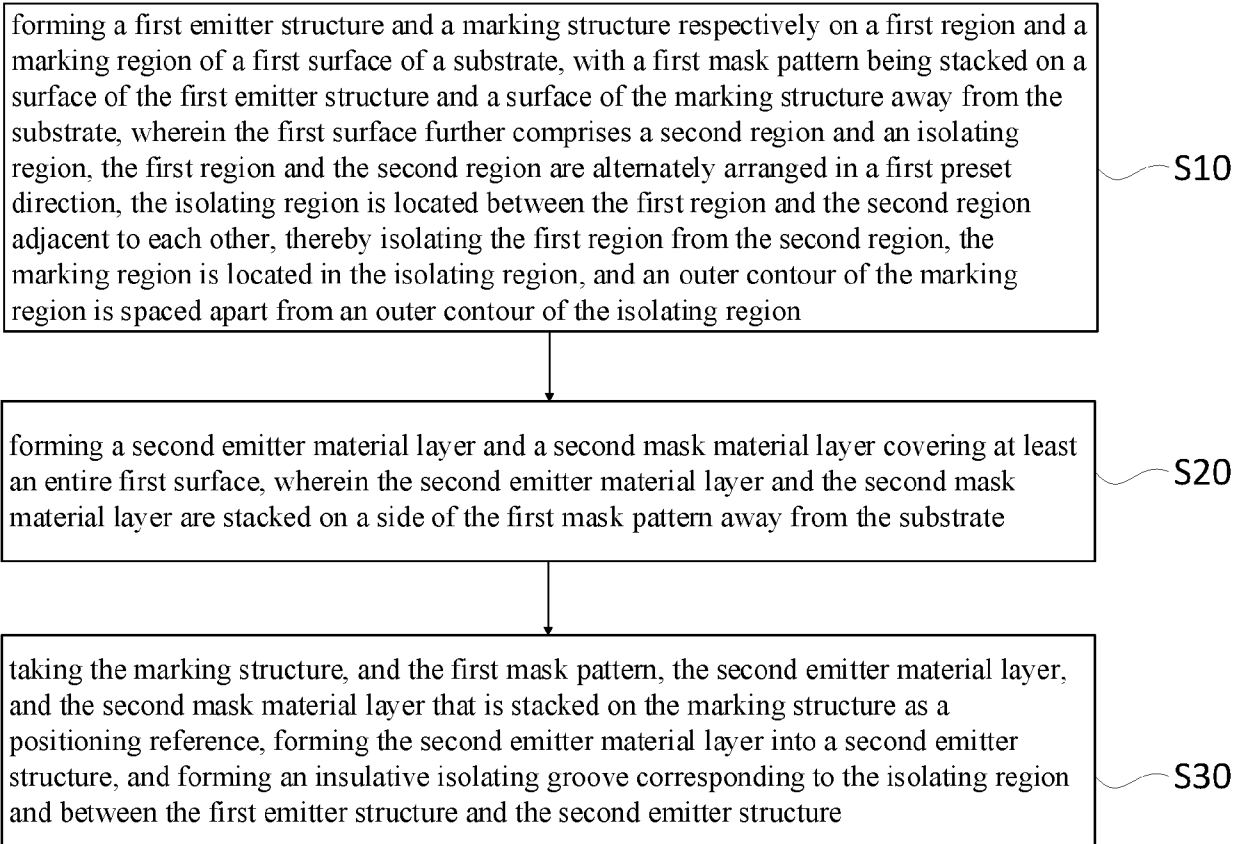 forming a first emitter structure and a marking structure respectively on a first region and a
marking region of a first surface of a substrate, with a first mask pattern being stacked on a
surface of the first emitter structure and a surface of the marking structure away from the
substrate, wherein the first surface further comprises a second region and an isolating
region, the first region and the second region are alternately arranged in a first preset
direction, the isolating region is located between the first region and the second region
adjacent to each other, thereby isolating the first region from the second region, the
marking region is located in the isolating region, and an outer contour of the marking
region is spaced apart from an outer contour of the isolating region
S10
forming a second emitter material layer and a second mask material layer covering at least
an entire first surface, wherein the second emitter material layer and the second mask
material layer are stacked on a side of the first mask pattern away from the substrate
S20
taking the marking structure, and the first mask pattern, the second emitter material layer,
and the second mask material layer that is stacked on the marking structure as a
positioning reference, forming the second emitter material layer into a second emitter
structure, and forming an insulative isolating groove corresponding to the isolating region
and between the first emitter structure and the second emitter structure
S30